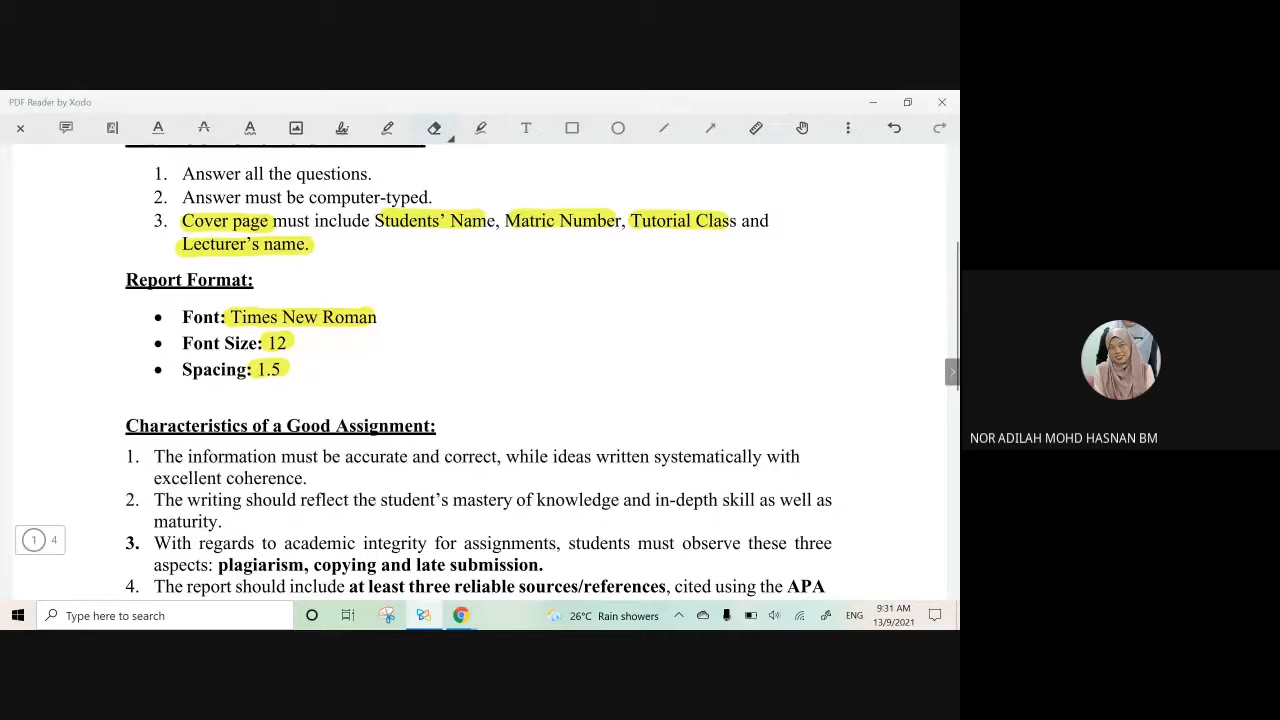 PDF Reader by Xodo
1. Answer all the questions.
2. Answer must be computer-typed.
3. Cover page must include Students' Name, Matric Number, Tutorial Class and
Lecturer's name.
Report Format:
• Font: Times New Roman
• Font Size: 12
• Spacing: 1.5
Characteristics of a Good Assignment:
1. The information must be accurate and correct, while ideas written systematically with
excellent coherence.
2. The writing should reflect the student's mastery of knowledge and in-depth skill as well as
maturity.
3. With regards to academic integrity for assignments, students must observe these three
aspects: plagiarism, copying and late submission.
4. The report should include at least three reliable sources/references, cited using the APA
1 4
NOR ADILAH MOHD HASNAN BM
Type here to search
26°C Rain showers
ENG
9:31 AM
13/9/2021